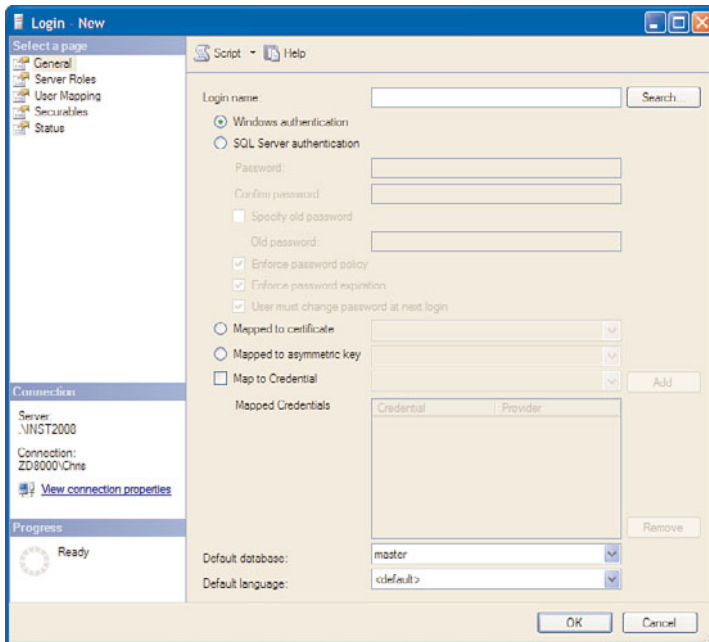 Login - New
Select a page
General
Server Roles
User Mapping
Securables
Status
Script
Help
Login name:
Search...
Windows authentication
SQL Server authentication
Password:
Confirm password:
Specify old password
Old password:
Enforce password policy
Enforce password expiration
User must change password at next login
Mapped to certificate
Mapped to asymmetric key
Map to Credential
Add
Mapped Credentials
Credential Provider
Remove
Default database: master
Default language: <default>
Connection
Server:
.\INST2008
Connection:
ZD8000\Chris
View connection properties
Progress
Ready
OK
Cancel